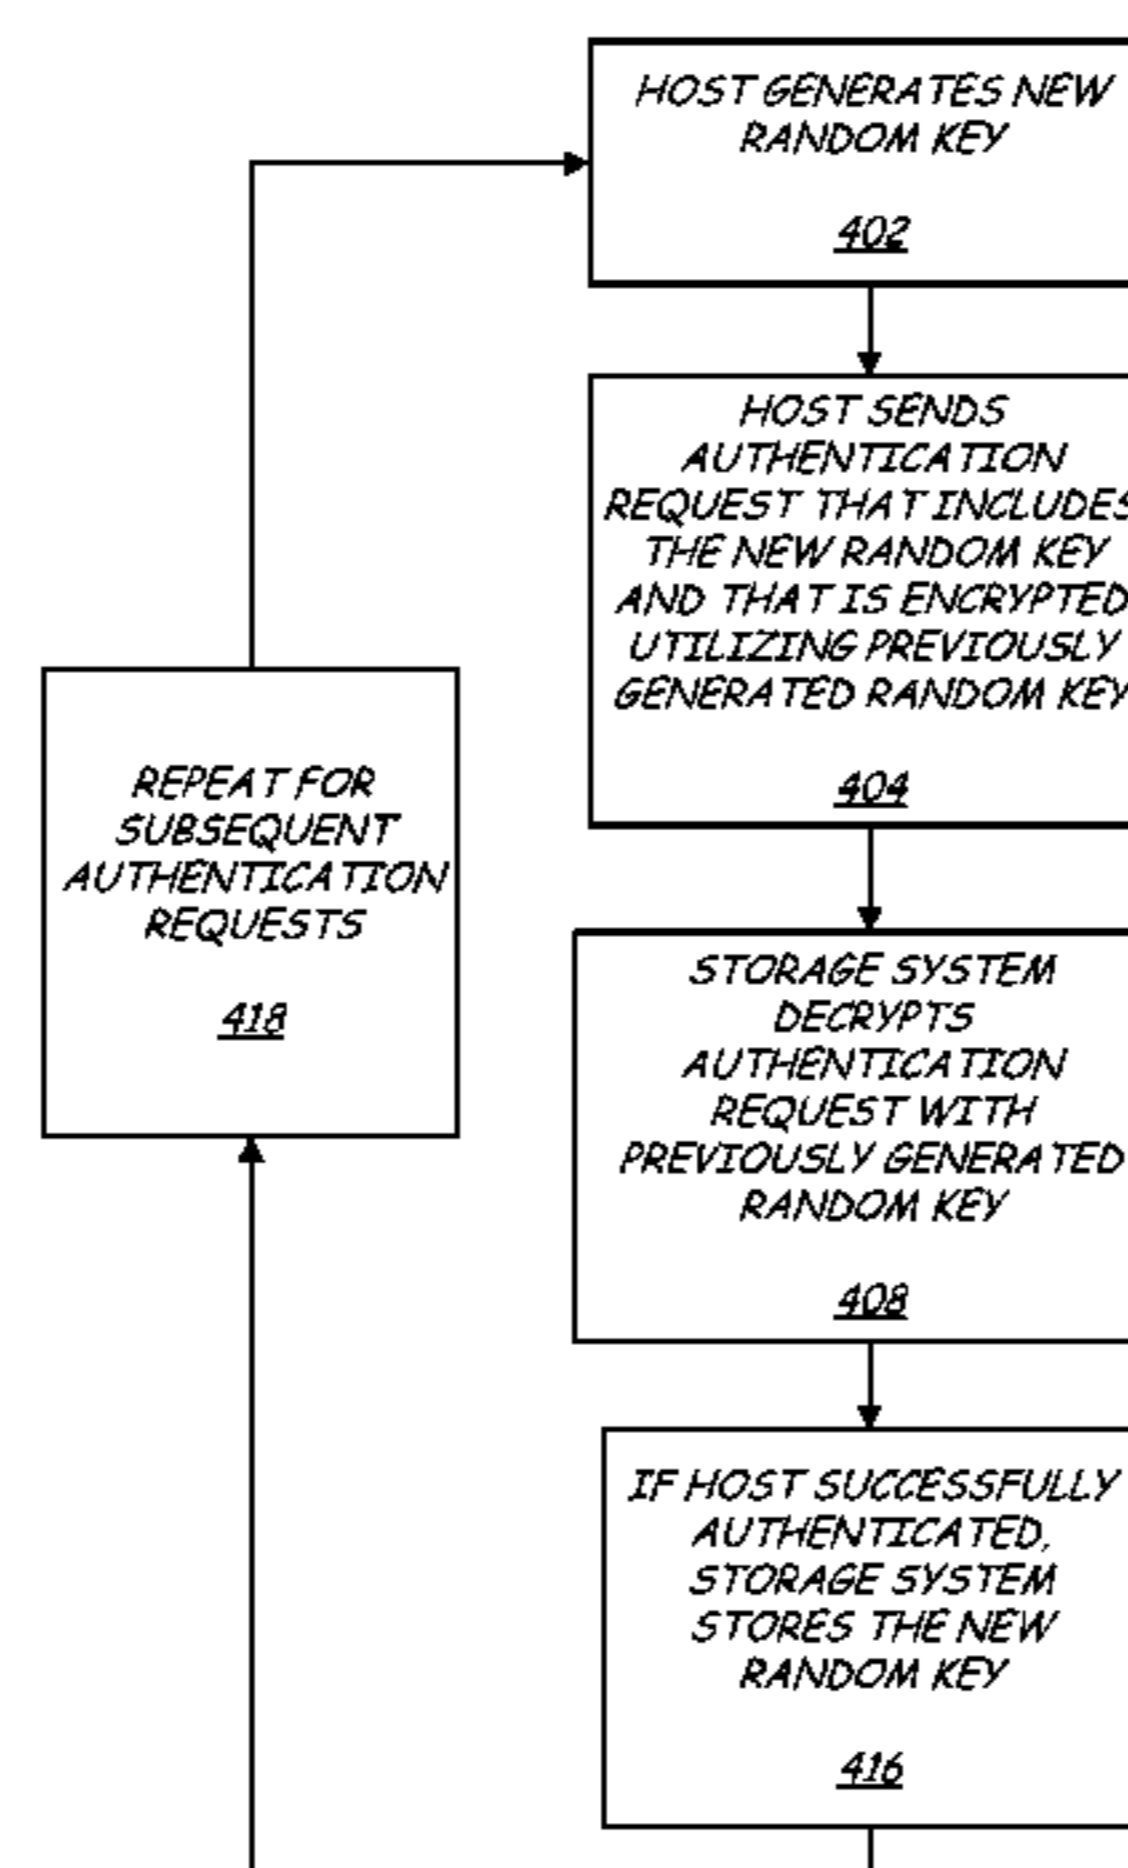 HOST GENERATES NEW
RANDOM KEY
402
HOST SENDS
AUTHENTICATION
REQUEST THAT INCLUDES
THE NEW RANDOM KEY
AND THAT IS ENCRYPTED
UTILIZING PREVIOUSLY
GENERATED RANDOM KEY
404
REPEAT FOR
SUBSEQUENT
AUTHENTICATION
REQUESTS
418
STORAGE SYSTEM
DECRYPTS
AUTHENTICATION
REQUEST WITH
PREVIOUSLY GENERATED
RANDOM KEY
408
IF HOST SUCCESSFULLY
AUTHENTICATED,
STORAGE SYSTEM
STORES THE NEW
RANDOM KEY
416